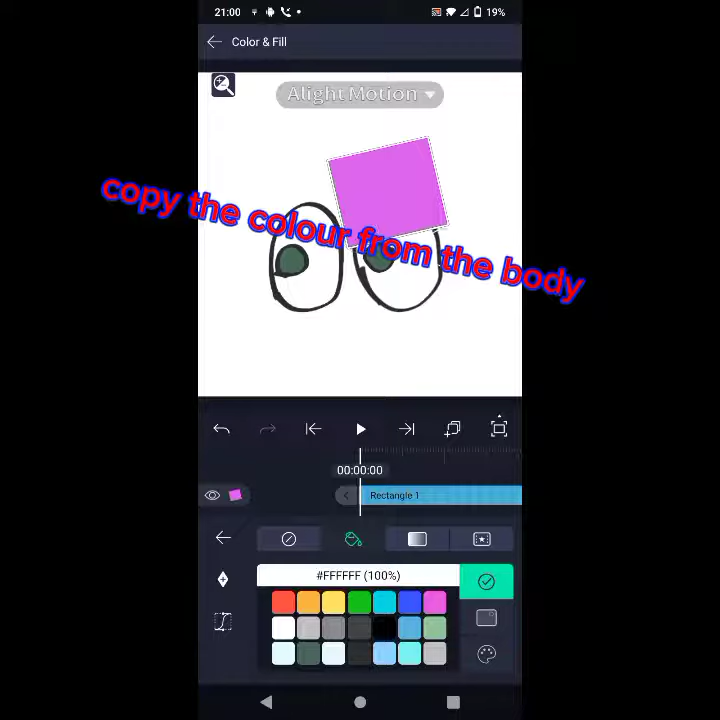 21:00
19%
Color & Fill
Alight Motion
copy the colour from the body
00:00:00
Rectangle 1
#FFFFFF (100%)